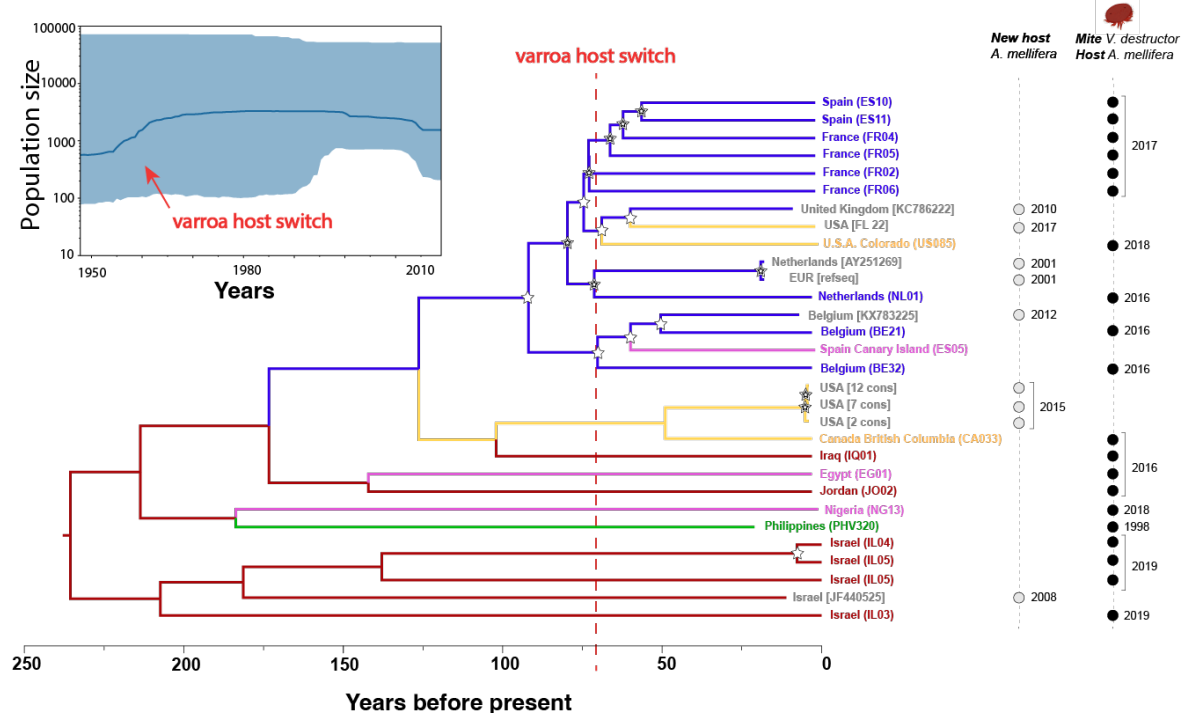 100000
10000
1000
100
10
Population size
varroa host switch
1950
1980
2010
Years
varroa host switch
New host
A. mellifera
Mite V. destructor
Host A. mellifera
Spain (ES10)
Spain (ES11)
France (FR04)
France (FR05)
2017
France (FR02)
France (FR06)
United Kingdom [KC786222]
2010
USA [FL 22]
2017
U.S.A. Colorado (US085)
2018
Netherlands [AY251269]
2001
EUR [refseq]
2001
Netherlands (NL01)
2016
Belgium [KX783225]
2012
Belgium (BE21)
2016
Spain Canary Island (ES05)
Belgium (BE32)
2016
USA [12 cons]
USA [7 cons]
2015
USA [2 cons]
Canada British Columbia (CA033)
Iraq (IQ01)
2016
Egypt (EG01)
Jordan (JO02)
Nigeria (NG13)
2018
Philippines (PHV320)
1998
Israel (IL04)
Israel (IL05)
2019
Israel (IL05)
Israel [JF440525]
2008
Israel (IL03)
2019
250
200
150
100
50
0
Years before present